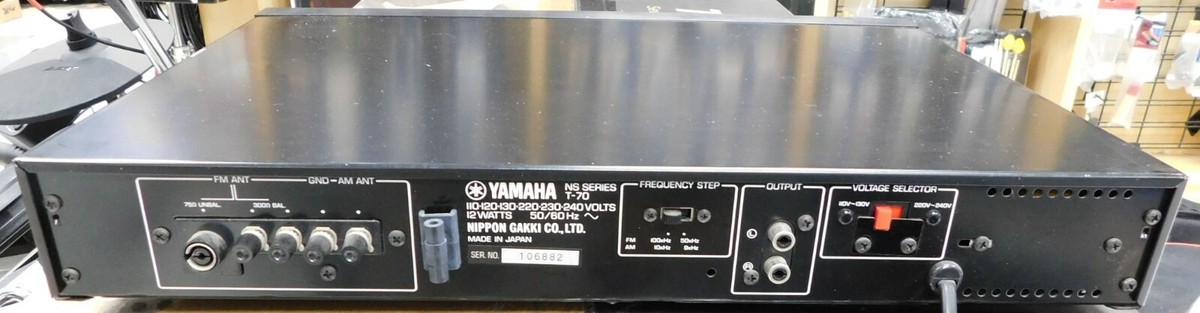 FM ANT
GND-AM ANT
75Ω UNBAL.
300Ω BAL
YAMAHA
NS SERIES
T-70
110·120·130·220·230·240 VOLTS
12 WATTS 50/60 Hz ~
NIPPON GAKKI CO., LTD.
MADE IN JAPAN
SER. NO. 106882
FREQUENCY STEP
FM 100kHz 50kHz
AM 10kHz 9kHz
OUTPUT
L
R
VOLTAGE SELECTOR
110V~130V
220V~240V